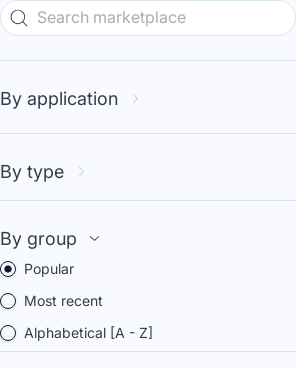 Search marketplace
By application
By type
By group
Popular
Most recent
Alphabetical [A - Z]